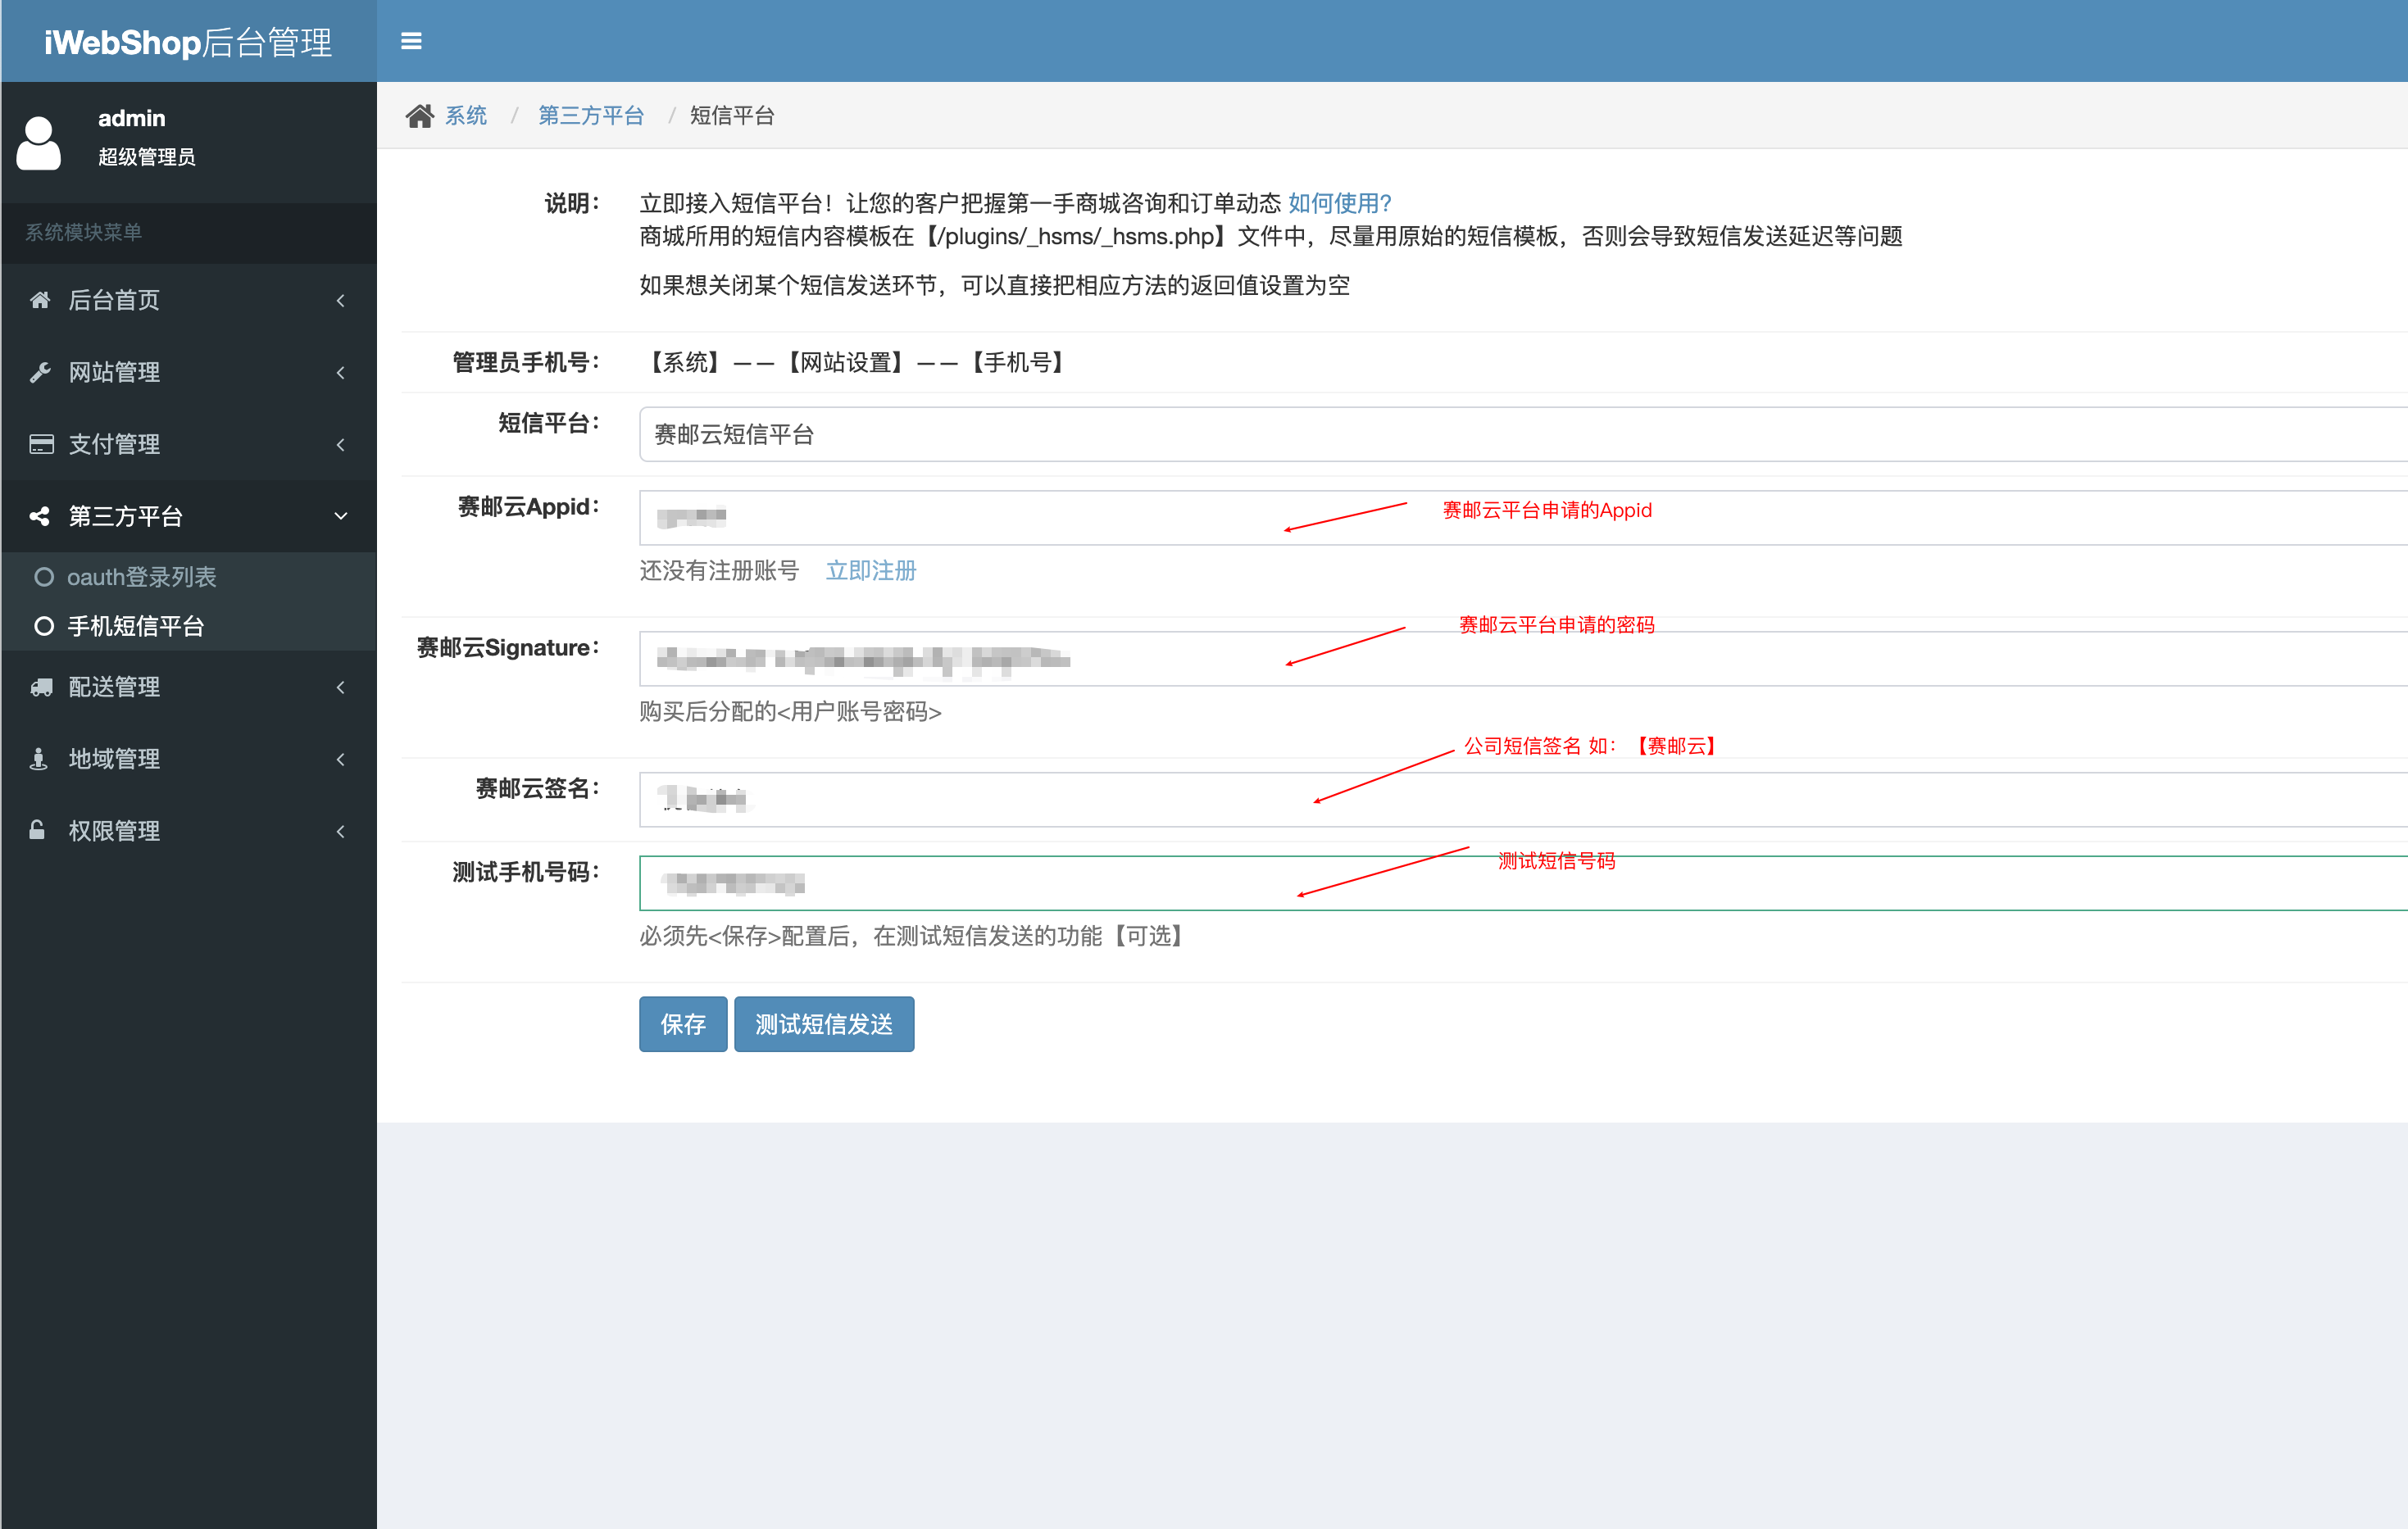 iWebShop后台管理
admin
超级管理员
系统模块菜单
后台首页
网站管理
支付管理
第三方平台
oauth登录列表
手机短信平台
配送管理
地域管理
权限管理
系统 / 第三方平台 / 短信平台
说明： 立即接入短信平台！让您的客户把握第一手商城咨询和订单动态 如何使用？
商城所用的短信内容模板在【/plugins/_hsms/_hsms.php】文件中，尽量用原始的短信模板，否则会导致短信发送延迟等问题
如果想关闭某个短信发送环节，可以直接把相应方法的返回值设置为空
管理员手机号： 【系统】——【网站设置】——【手机号】
短信平台： 赛邮云短信平台
赛邮云Appid： 赛邮云平台申请的Appid
还没有注册账号 立即注册
赛邮云平台申请的密码
赛邮云Signature：
购买后分配的<用户账号密码>
公司短信签名 如：【赛邮云】
赛邮云签名：
测试手机号码： 测试短信号码
必须先<保存>配置后，在测试短信发送的功能【可选】
保存 测试短信发送